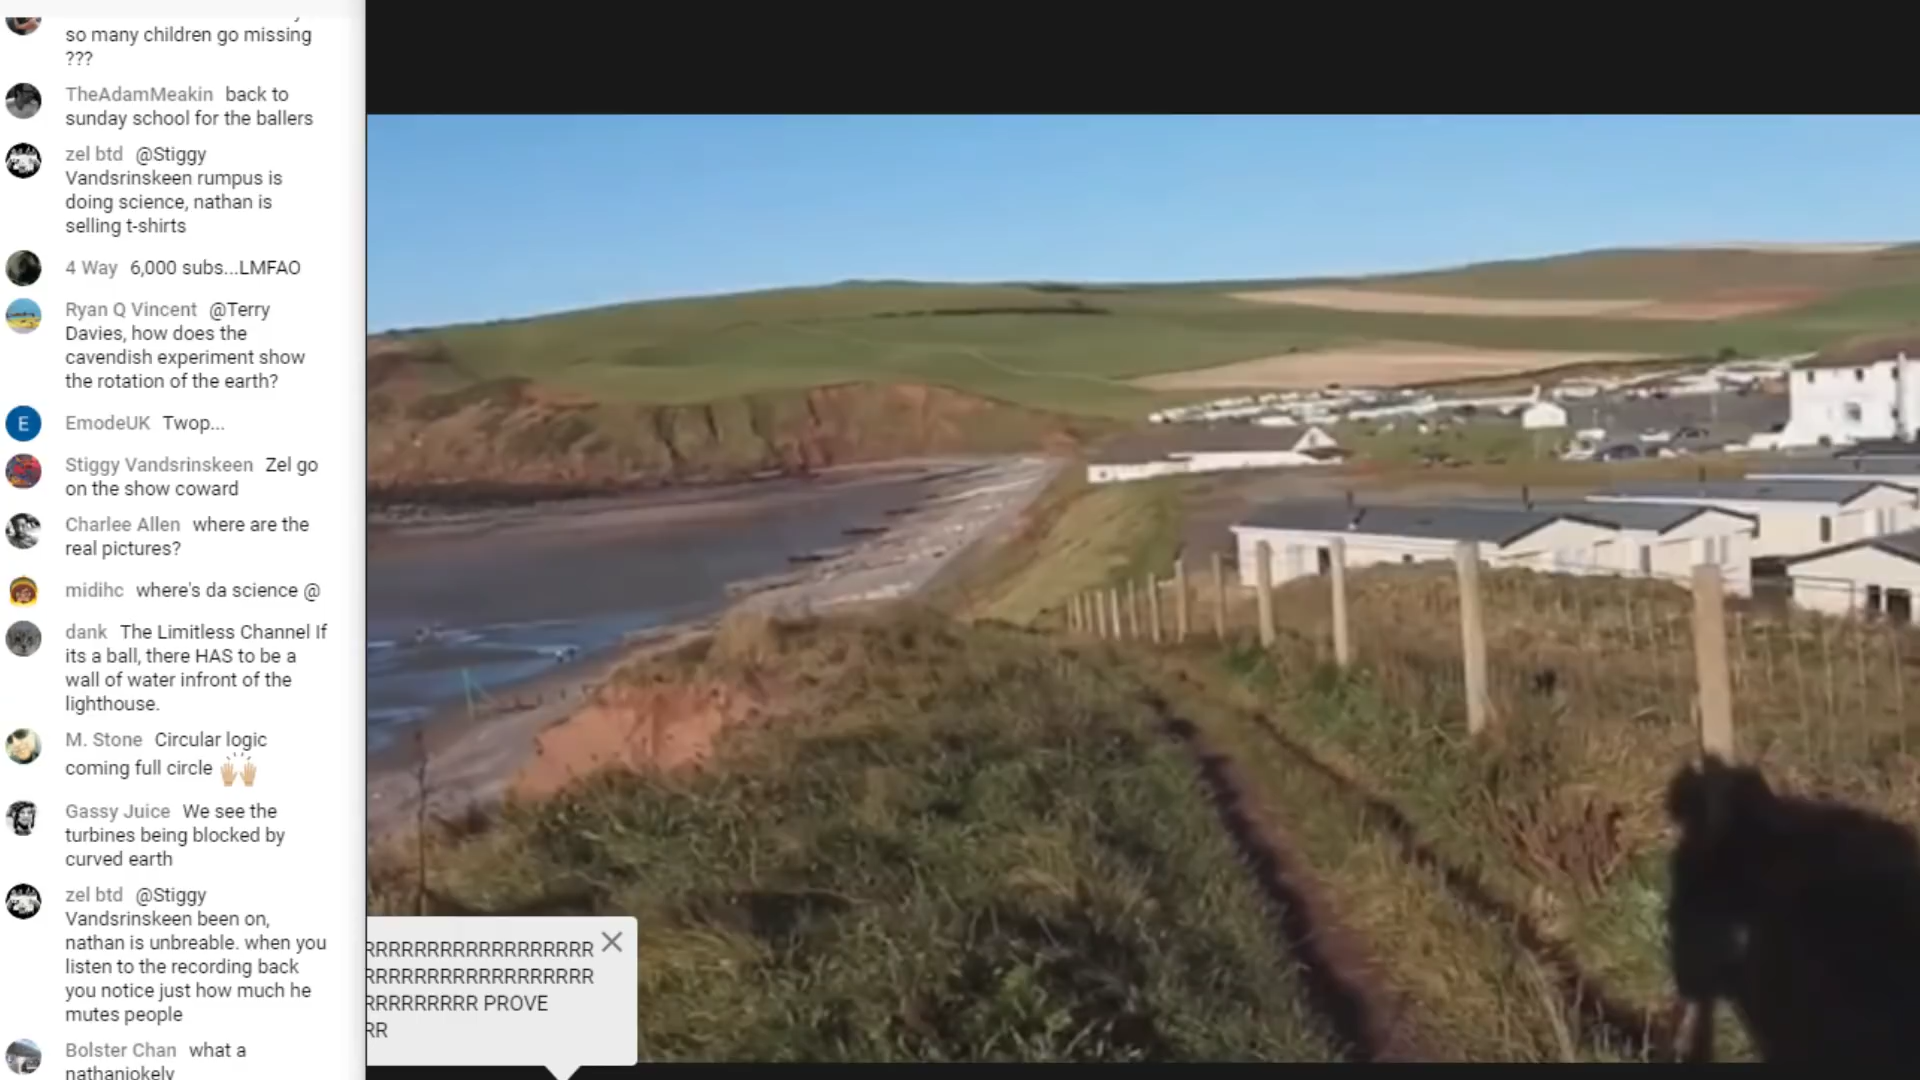 so many children go missing
???
TheAdamMeakin back to
sunday school for the ballers
zel btd @Stiggy
Vandsrinskeen rumpus is
doing science, nathan is
selling t-shirts
4 Way 6,000 subs...LMFAO
Ryan Q Vincent @Terry
Davies, how does the
cavendish experiment show
the rotation of the earth?
E
EmodeUK Twop...
Stiggy Vandsrinskeen Zel go
on the show coward
Charlee Allen where are the
real pictures?
midihc where's da science @
dank The Limitless Channel If
its a ball, there HAS to be a
wall of water infront of the
lighthouse.
M. Stone Circular logic
coming full circle 🙌🏼
Gassy Juice We see the
turbines being blocked by
curved earth
zel btd @Stiggy
Vandsrinskeen been on,
nathan is unbreable. when you
listen to the recording back
you notice just how much he
mutes people
Bolster Chan what a
nathanjokely
RRRRRRRRRRRRRRRRRRR
RRRRRRRRRRRRRRRRRRR
RRRRRRRRR PROVE
RR